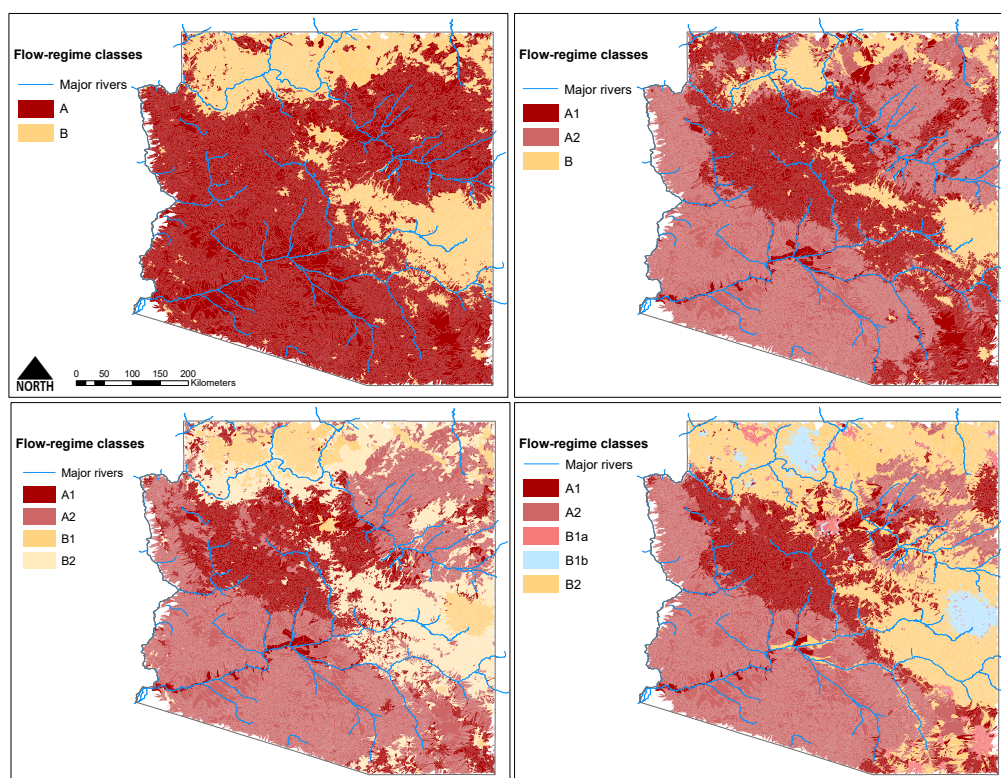 Flow-regime classes
Major rivers
A
B
NORTH
0 50 100 150 200
Kilometers
Flow-regime classes
Major rivers
A1
A2
B
Flow-regime classes
Major rivers
A1
A2
B1
B2
Flow-regime classes
Major rivers
A1
A2
B1a
B1b
B2